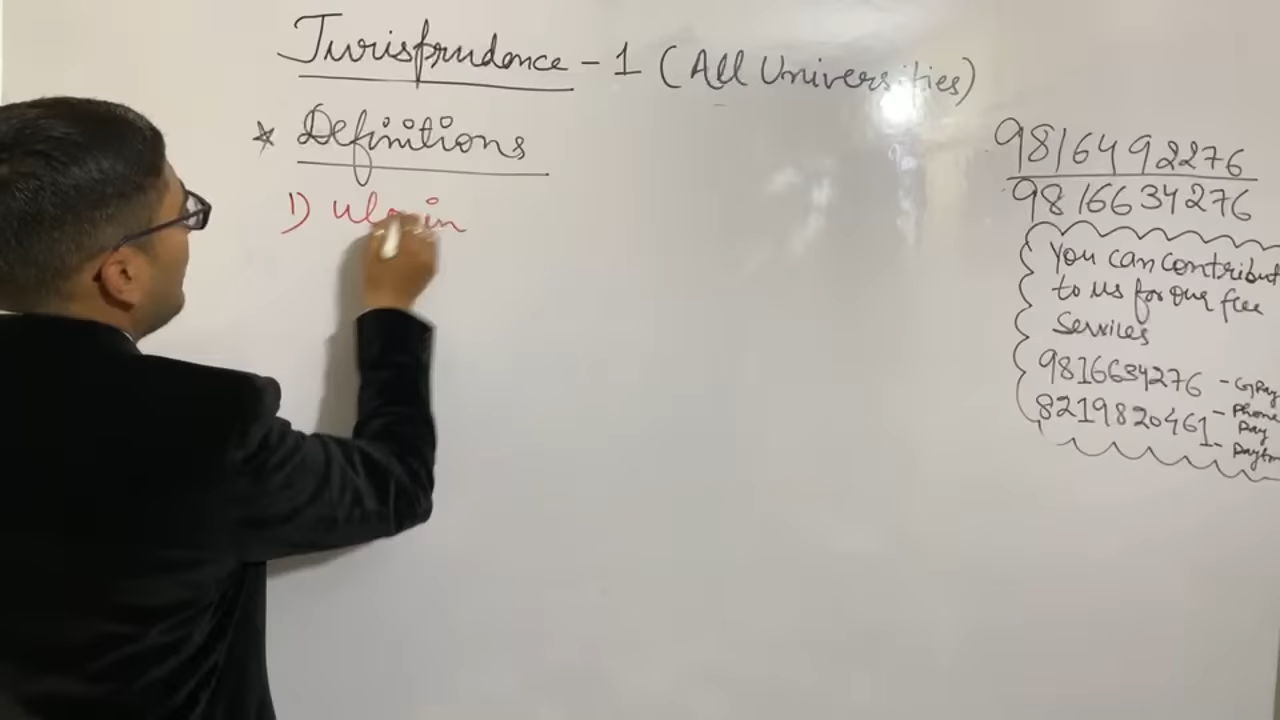 Jurisprudence - 1 (All Universities)
* Definitions
1)
9816492276
9816634276
You can contribut
to us for our free
Services
9816634276 - GPay
8219820461 - Phone
Pay
- Paytm